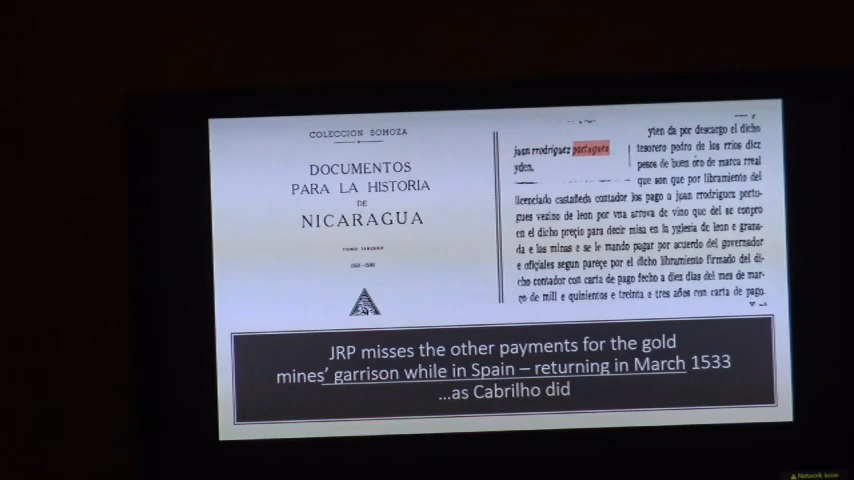 COLECCION SOMOZA
DOCUMENTOS
PARA LA HISTORIA
DE
NICARAGUA
TOMO TERCERO
juan rrodriguez portugues
yden.
yten da por descargo el dicho
tesorero pedro de los rrios diez
pesos de buen oro de marca rreal
que son que por libramiento del
licenciado castañeda contador los pago a juan rrodriguez portu-
gues vezino de leon por vna arrova de vino que del se conpro
en el dicho preçio para decir misa en la yglesia de leon e grana-
da e las minas e se le mando pagar por acuerdo del governador
e ofiçiales segun pareçe por el dicho libramiento firmado del di-
cho contador con carta de pago fecho a diez dias del mes de mar-
ço de mill e quinientos e treinta e tres años con carta de pago.
JRP misses the other payments for the gold
mines' garrison while in Spain – returning in March 1533
...as Cabrilho did
Network Issue